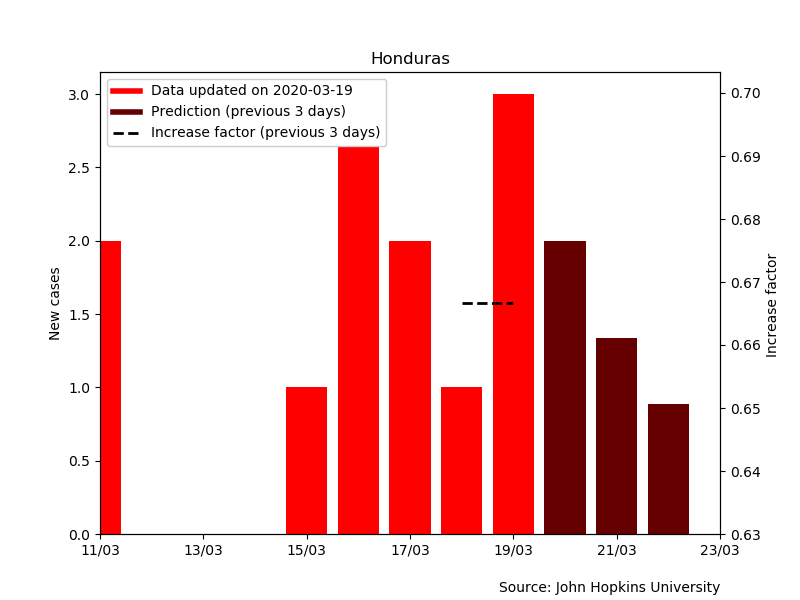 Honduras
Data updated on 2020-03-19
Prediction (previous 3 days)
Increase factor (previous 3 days)
New cases
3.0
2.5
2.0
1.5
1.0
0.5
0.0
0.70
0.69
0.68
0.67
0.66
0.65
0.64
0.63
Increase factor
11/03 13/03 15/03 17/03 19/03 21/03 23/03
Source: John Hopkins University